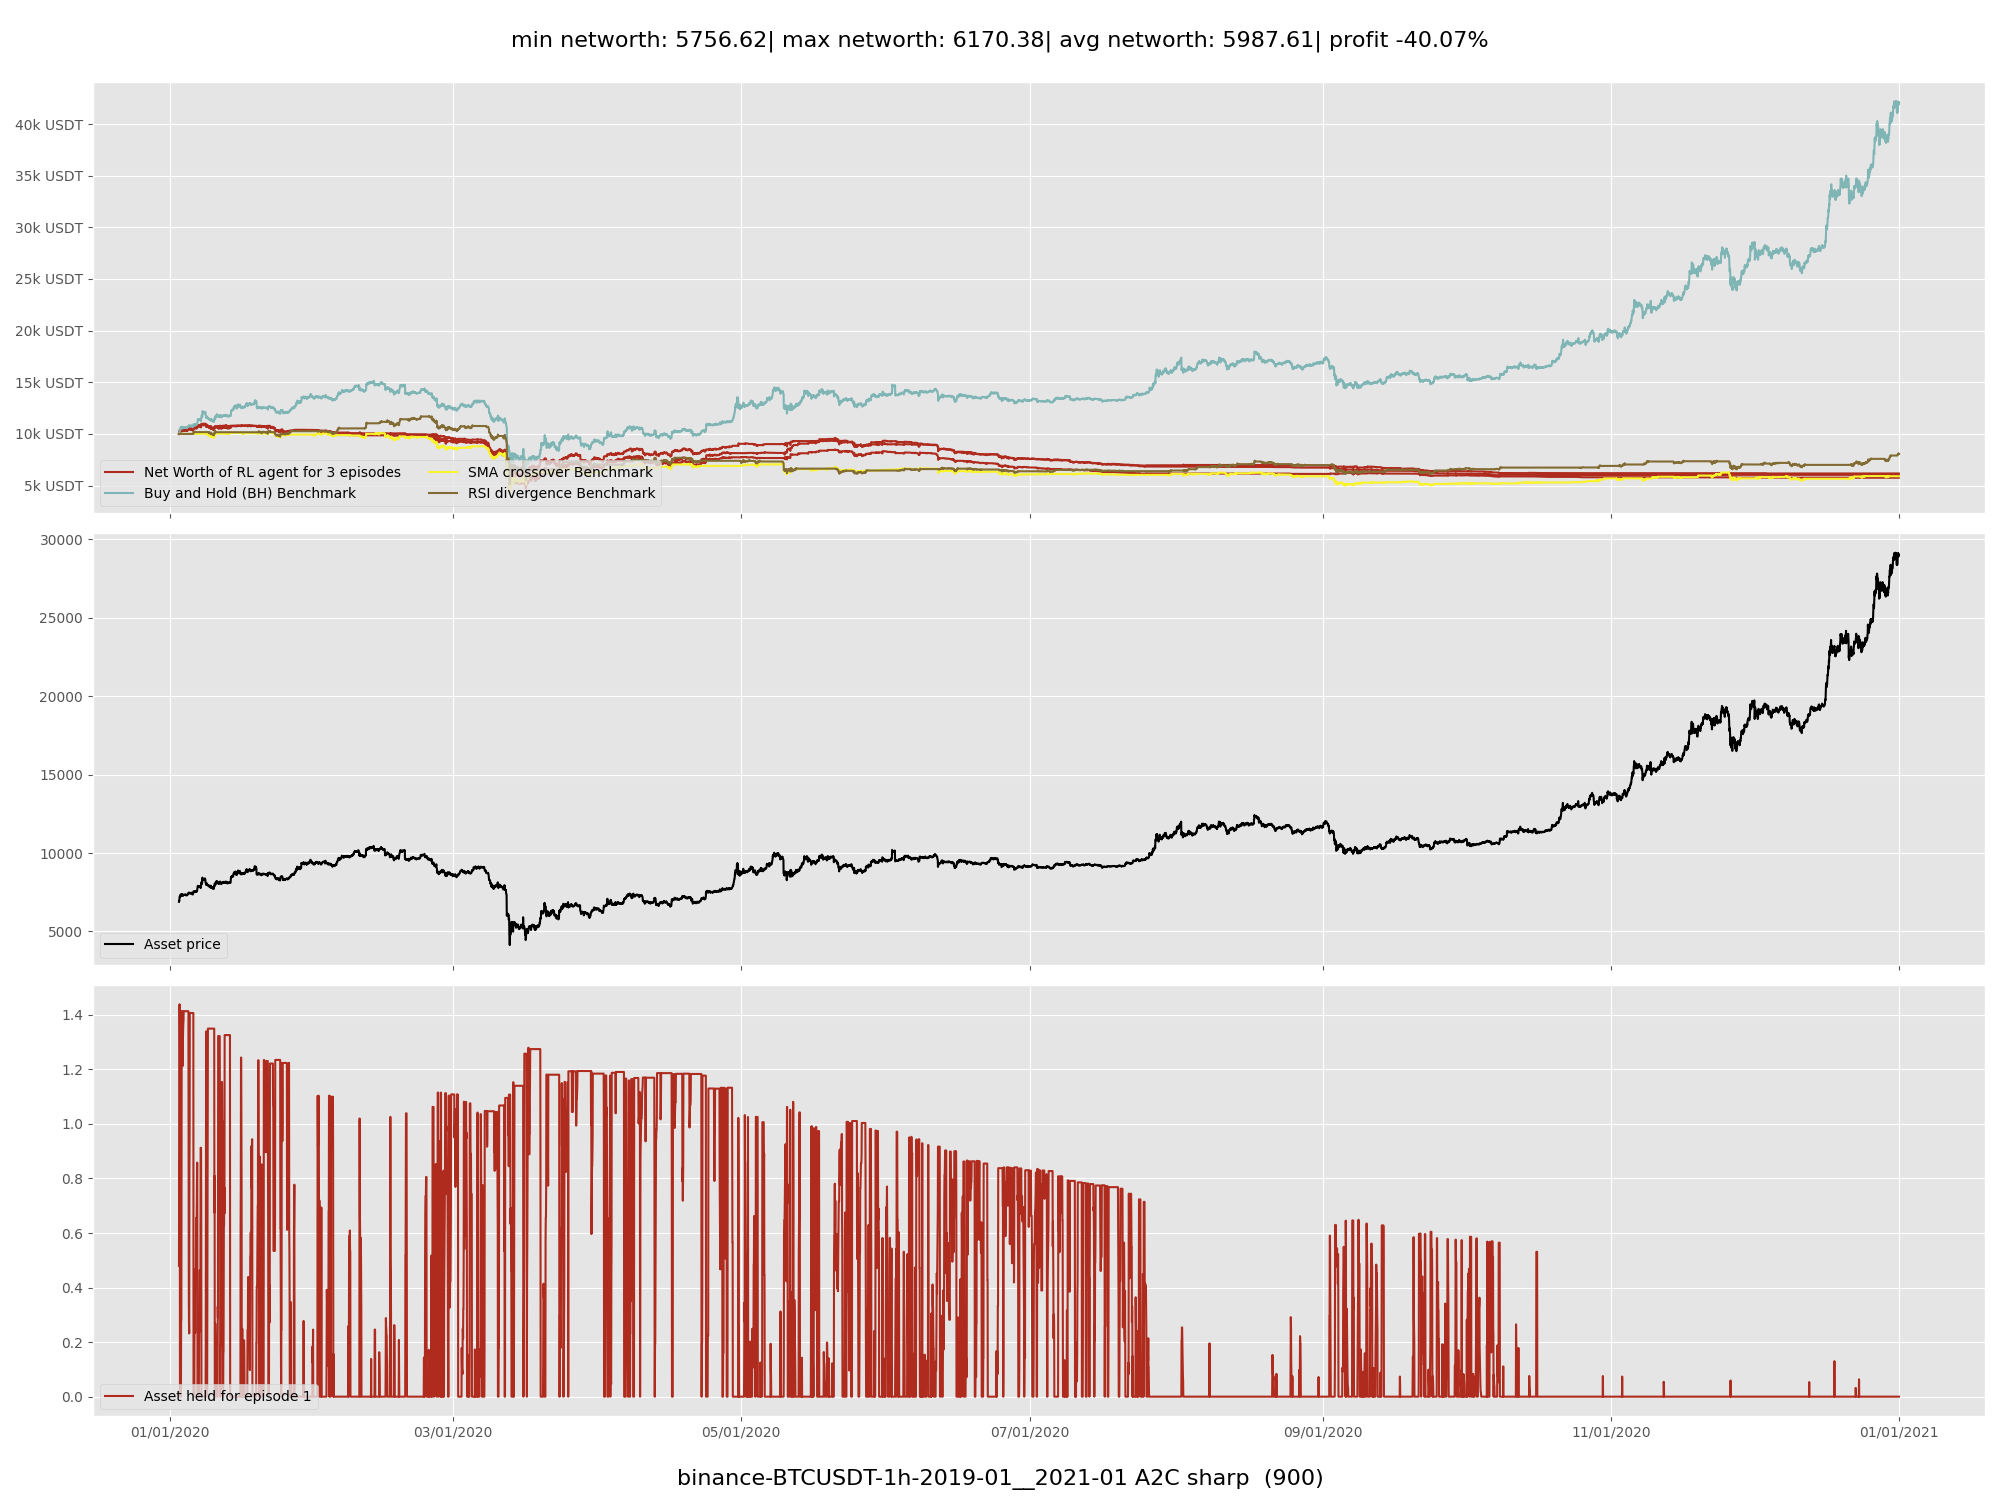 min networth: 5756.62| max networth: 6170.38| avg networth: 5987.61| profit -40.07%
40k USDT
35k USDT
30k USDT
25k USDT
20k USDT
15k USDT
10k USDT
5k USDT
Net Worth of RL agent for 3 episodes
Buy and Hold (BH) Benchmark
SMA crossover Benchmark
RSI divergence Benchmark
30000
25000
20000
15000
10000
5000
Asset price
1.4
1.2
1.0
0.8
0.6
0.4
0.2
0.0
Asset held for episode 1
01/01/2020 03/01/2020 05/01/2020 07/01/2020 09/01/2020 11/01/2020 01/01/2021
binance-BTCUSDT-1h-2019-01__2021-01 A2C sharp (900)